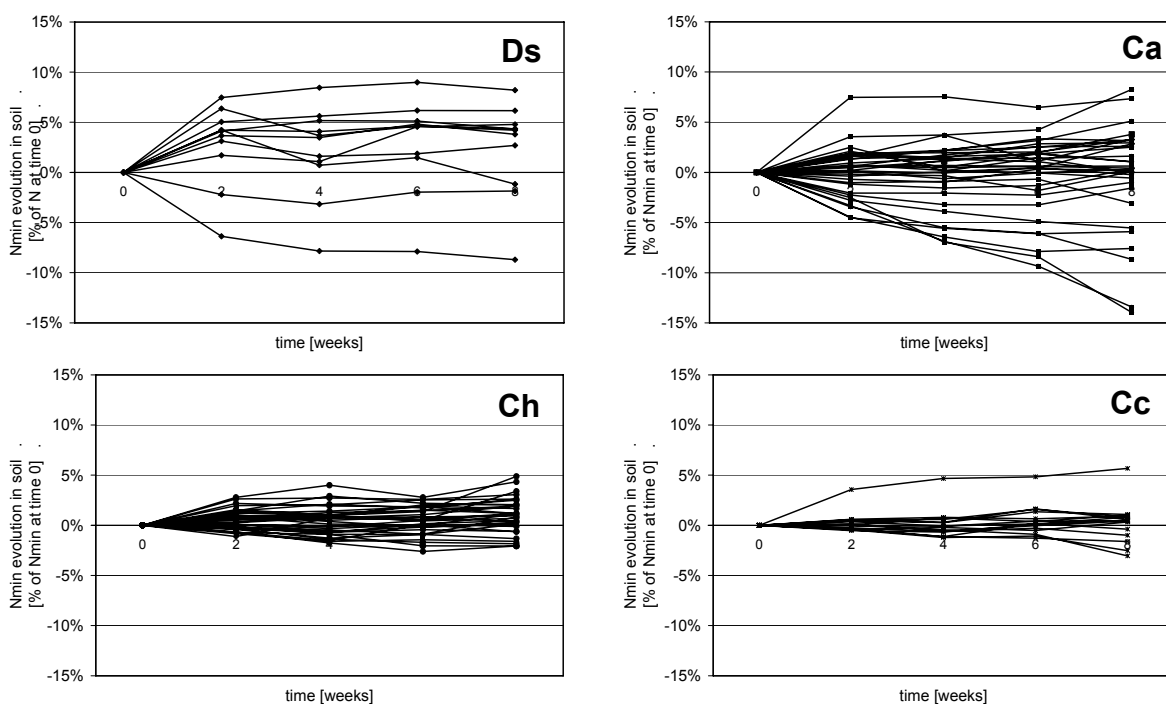 Ds
15%
10%
5%
0%
-5%
-10%
-15%
0 2 4 6 8
time [weeks]
Nmin evolution in soil .
[% of N at time 0] .
Ca
15%
10%
5%
0%
-5%
-10%
-15%
0 8
time [weeks]
Nmin evolution in soil .
[% of Nmin at time 0] .
Ch
15%
10%
5%
0%
-5%
-10%
-15%
0 2 4
time [weeks]
Nmin evolution in soil .
[% of Nmin at time 0] .
Cc
15%
10%
5%
0%
-5%
-10%
-15%
0 2 4 6 8
time [weeks]
Nmin evolution in soil .
[% of Nmin at time 0] .